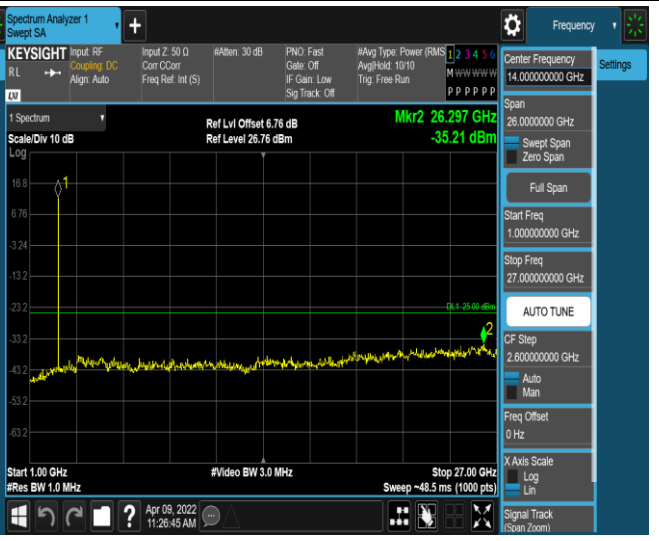 Spectrum Analyzer 1
Swept SA
Frequency
KEYSIGHT
RL
Input: RF
Coupling: DC
Align: Auto
Input Z: 50 Ω
Corr CCorr
Freq Ref: Int (S)
#Atten: 30 dB
PNO: Fast
Gate: Off
IF Gain: Low
Sig Track: Off
#Avg Type: Power (RMS
Avg|Hold: 10/10
Trig: Free Run
1 2 3 4 5 6
M W W W W W
P P P P P P
LXI
1 Spectrum
Scale/Div 10 dB
Ref Lvl Offset 6.76 dB
Ref Level 26.76 dBm
Mkr2 26.297 GHz
-35.21 dBm
Log
16.8
6.76
-3.24
-13.2
-23.2
-33.2
-43.2
-53.2
-63.2
1
DL1 -25.00 dBm
2
Start 1.00 GHz
#Res BW 1.0 MHz
#Video BW 3.0 MHz
Stop 27.00 GHz
Sweep ~48.5 ms (1000 pts)
?
Apr 09, 2022
11:26:45 AM
Center Frequency
14.000000000 GHz
Settings
Span
26.0000000 GHz
Swept Span
Zero Span
Full Span
Start Freq
1.000000000 GHz
Stop Freq
27.000000000 GHz
AUTO TUNE
CF Step
2.600000000 GHz
Auto
Man
Freq Offset
0 Hz
X Axis Scale
Log
Lin
Signal Track
(Span Zoom)